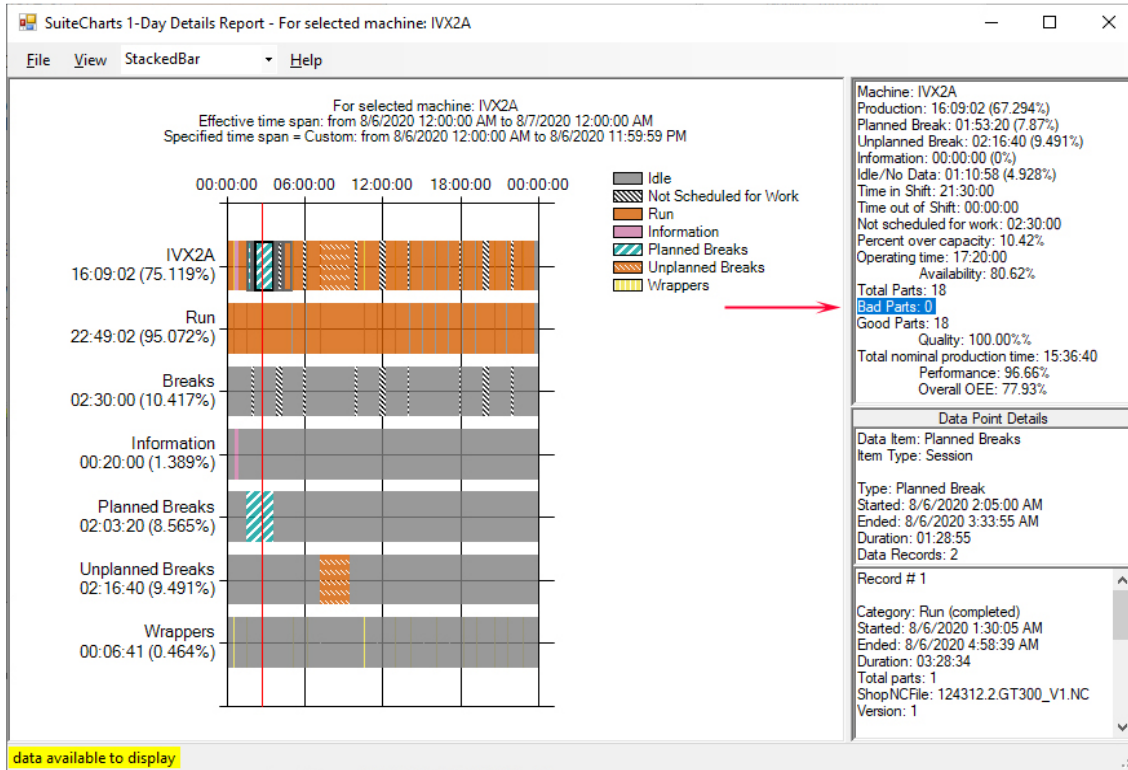 SuiteCharts 1-Day Details Report - For selected machine: IVX2A
File View StackedBar Help
For selected machine: IVX2A
Effective time span: from 8/6/2020 12:00:00 AM to 8/7/2020 12:00:00 AM
Specified time span = Custom: from 8/6/2020 12:00:00 AM to 8/6/2020 11:59:59 PM
00:00:00 06:00:00 12:00:00 18:00:00 00:00:00
IVX2A
16:09:02 (75.119%)
Run
22:49:02 (95.072%)
Breaks
02:30:00 (10.417%)
Information
00:20:00 (1.389%)
Planned Breaks
02:03:20 (8.565%)
Unplanned Breaks
02:16:40 (9.491%)
Wrappers
00:06:41 (0.464%)
Idle
Not Scheduled for Work
Run
Information
Planned Breaks
Unplanned Breaks
Wrappers
Machine: IVX2A
Production: 16:09:02 (67.294%)
Planned Break: 01:53:20 (7.87%)
Unplanned Break: 02:16:40 (9.491%)
Information: 00:00:00 (0%)
Idle/No Data: 01:10:58 (4.928%)
Time in Shift: 21:30:00
Time out of Shift: 00:00:00
Not scheduled for work: 02:30:00
Percent over capacity: 10.42%
Operating time: 17:20:00
Availability: 80.62%
Total Parts: 18
Bad Parts: 0
Good Parts: 18
Quality: 100.00%%
Total nominal production time: 15:36:40
Performance: 96.66%
Overall OEE: 77.93%
Data Point Details
Data Item: Planned Breaks
Item Type: Session
Type: Planned Break
Started: 8/6/2020 2:05:00 AM
Ended: 8/6/2020 3:33:55 AM
Duration: 01:28:55
Data Records: 2
Record # 1
Category: Run (completed)
Started: 8/6/2020 1:30:05 AM
Ended: 8/6/2020 4:58:39 AM
Duration: 03:28:34
Total parts: 1
ShopNCFile: 124312.2.GT300_V1.NC
Version: 1
data available to display